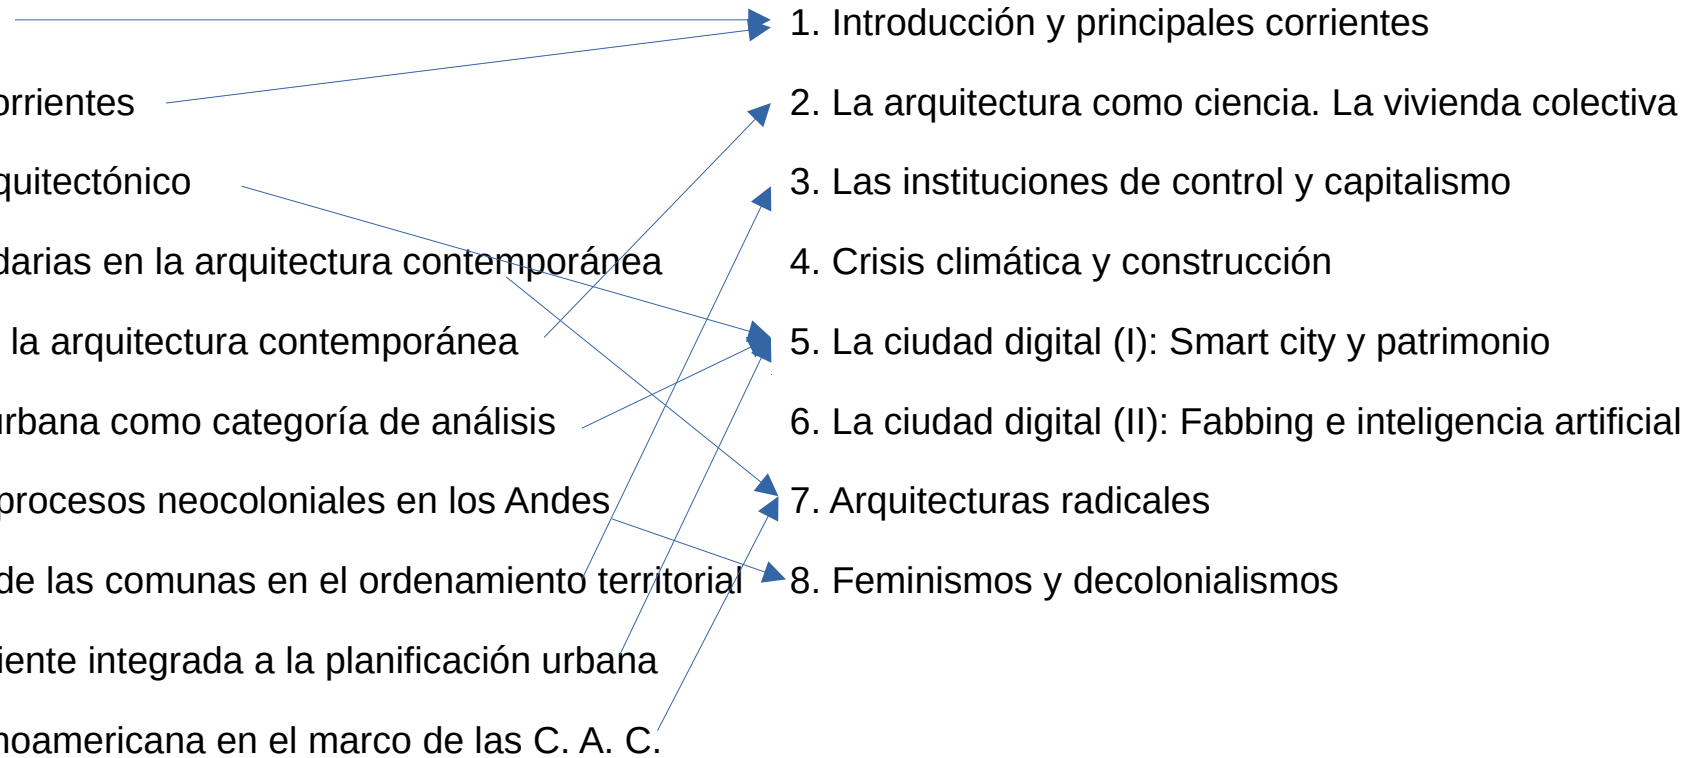 1. Introducción y principales corrientes
orrientes
2. La arquitectura como ciencia. La vivienda colectiva
quitectónico
3. Las instituciones de control y capitalismo
darias en la arquitectura contemporánea
4. Crisis climática y construcción
la arquitectura contemporánea
5. La ciudad digital (I): Smart city y patrimonio
urbana como categoría de análisis
6. La ciudad digital (II): Fabbing e inteligencia artificial
procesos neocoloniales en los Andes
7. Arquitecturas radicales
de las comunas en el ordenamiento territorial
8. Feminismos y decolonialismos
iente integrada a la planificación urbana
noamericana en el marco de las C. A. C.